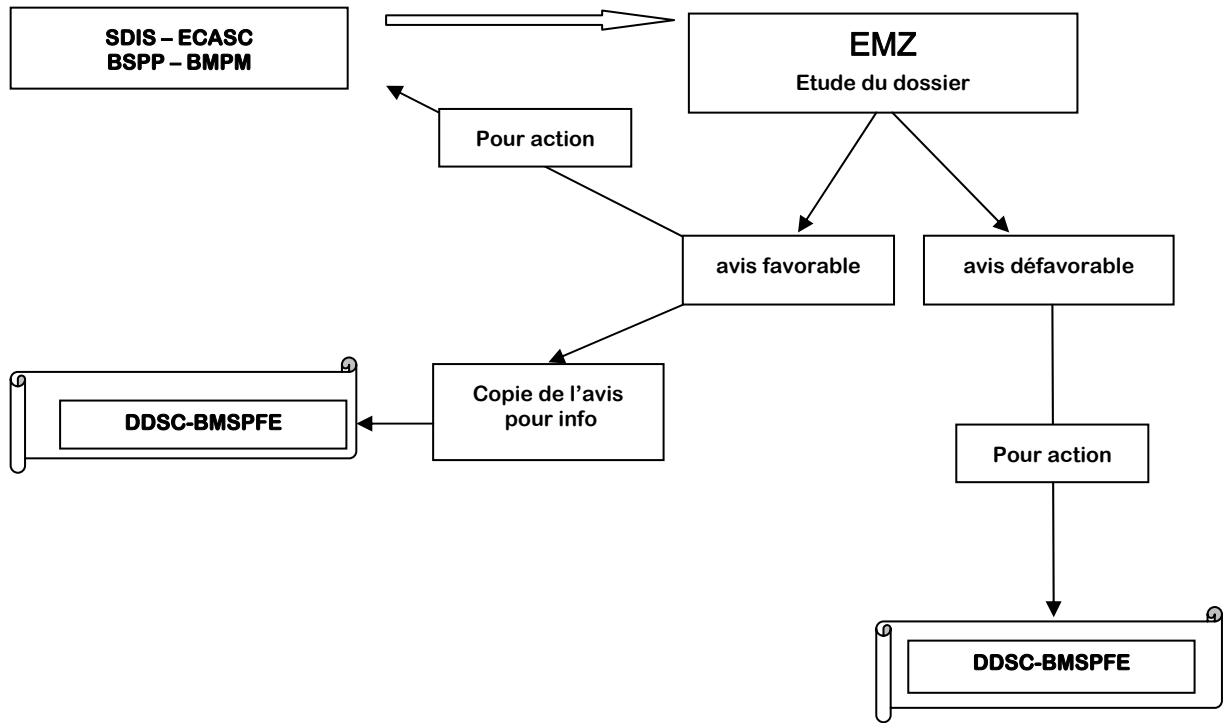 SDIS – ECASC
BSPP – BMPM
EMZ
Etude du dossier
Pour action
avis favorable
avis défavorable
Copie de l'avis
pour info
DDSC-BMSPFE
Pour action
DDSC-BMSPFE